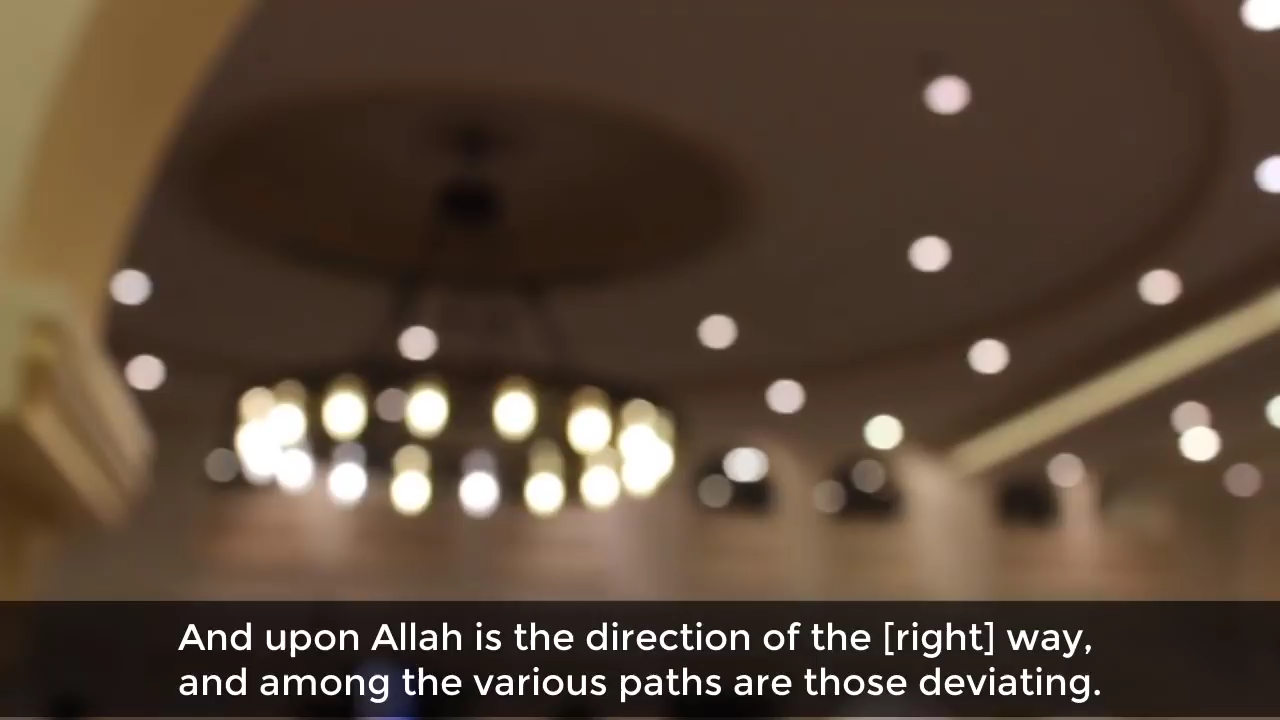 And upon Allah is the direction of the [right] way,
and among the various paths are those deviating.